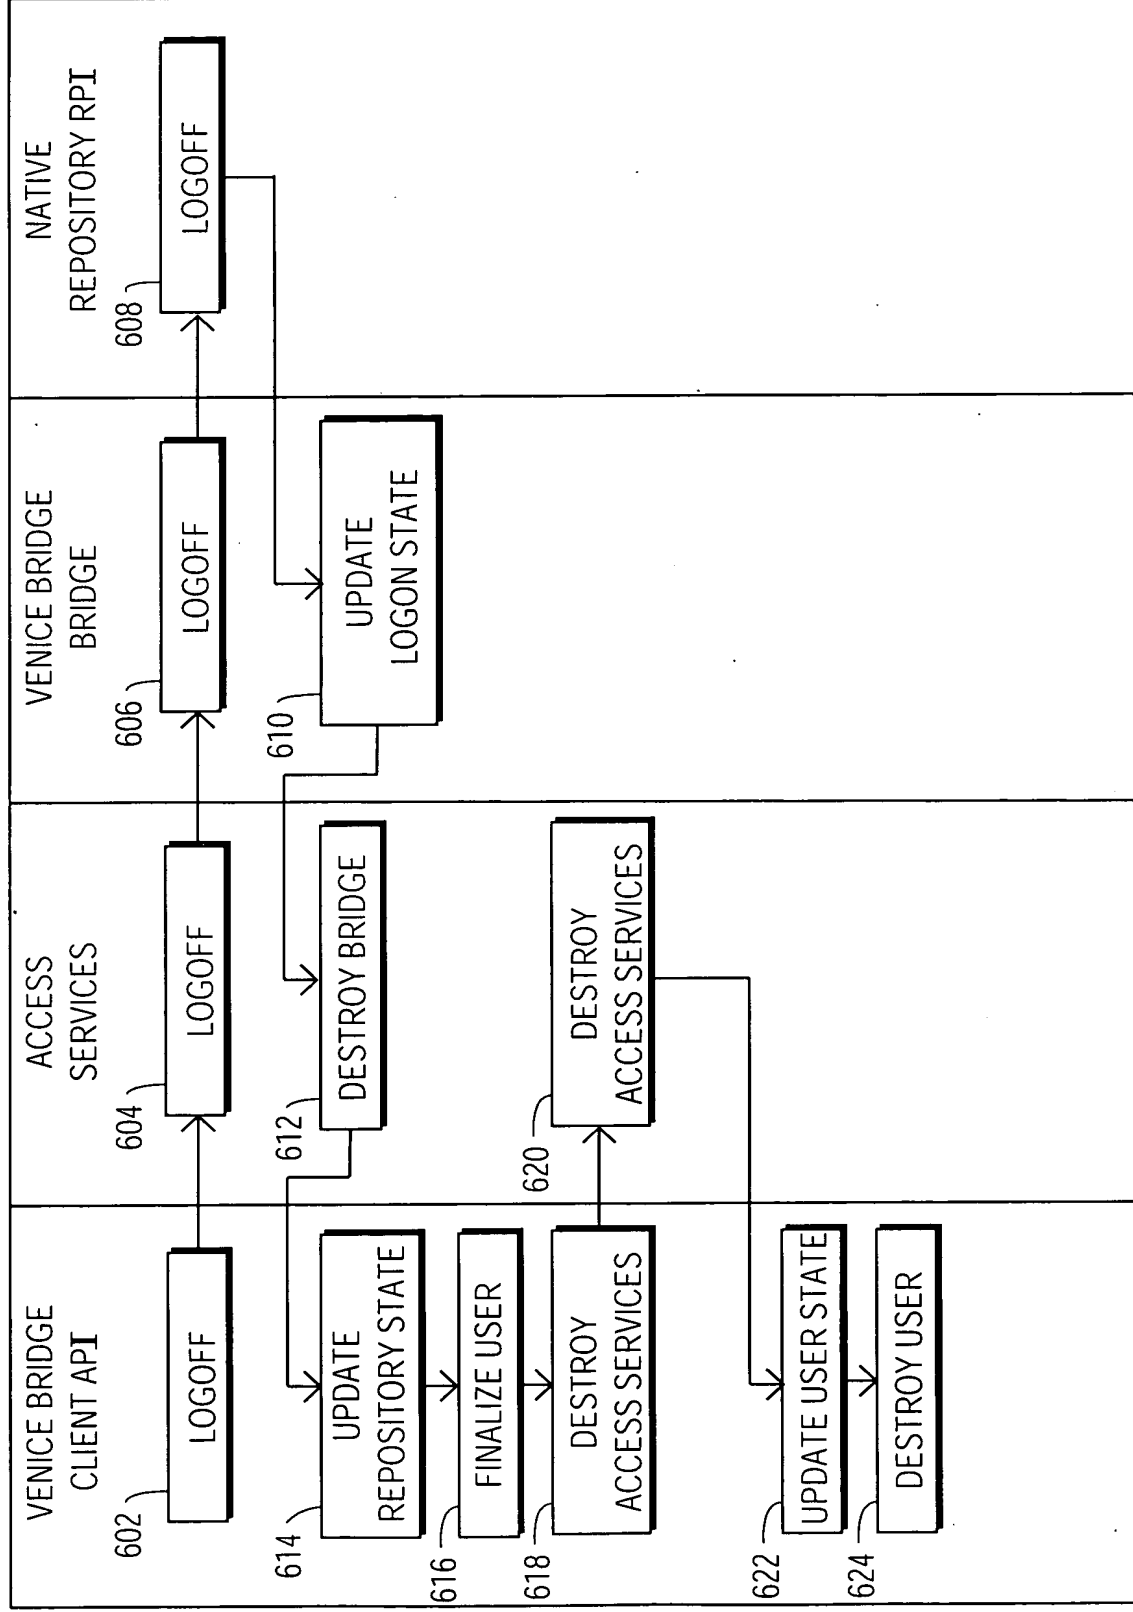 VENICE BRIDGE
CLIENT API
ACCESS
SERVICES
VENICE BRIDGE
BRIDGE
NATIVE
REPOSITORY RPI
602
LOGOFF
604
LOGOFF
606
LOGOFF
608
LOGOFF
614
UPDATE
REPOSITORY STATE
612
DESTROY BRIDGE
610
UPDATE
LOGON STATE
616
FINALIZE USER
618
DESTROY
ACCESS SERVICES
620
DESTROY
ACCESS SERVICES
622
UPDATE USER STATE
624
DESTROY USER